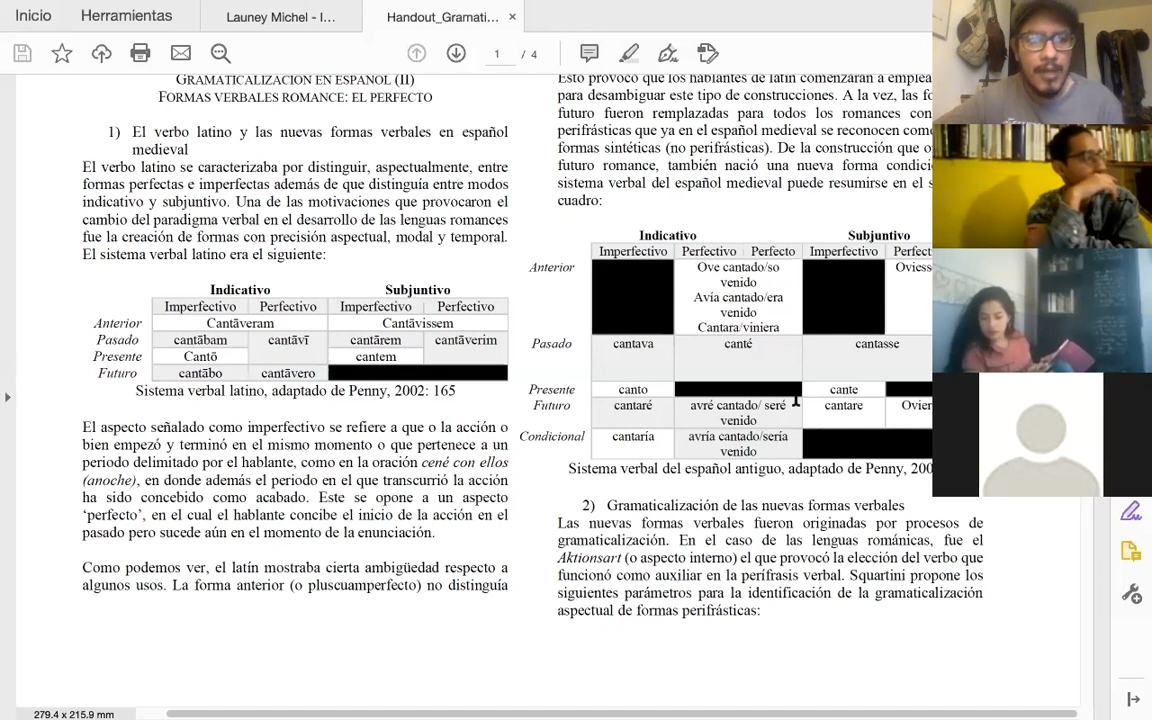 Inicio
Herramientas
Launey Michel - I...
Handout_Gramati...
1 / 4
GRAMATICALIZACION EN ESPAÑOL (II)
FORMAS VERBALES ROMANCE: EL PERFECTO
1) El verbo latino y las nuevas formas verbales en español
medieval
El verbo latino se caracterizaba por distinguir, aspectualmente, entre
formas perfectas e imperfectas además de que distinguía entre modos
indicativo y subjuntivo. Una de las motivaciones que provocaron el
cambio del paradigma verbal en el desarrollo de las lenguas romances
fue la creación de formas con precisión aspectual, modal y temporal.
El sistema verbal latino era el siguiente:
Indicativo Subjuntivo
Imperfectivo Perfectivo Imperfectivo Perfectivo
Anterior Cantāveram Cantāvissem
Pasado cantābam cantāvī cantārem cantāverim
Presente Cantō cantem
Futuro cantābo cantāvero
Sistema verbal latino, adaptado de Penny, 2002: 165
El aspecto señalado como imperfectivo se refiere a que o la acción o
bien empezó y terminó en el mismo momento o que pertenece a un
periodo delimitado por el hablante, como en la oración cené con ellos
(anoche), en donde además el periodo en el que transcurrió la acción
ha sido concebido como acabado. Este se opone a un aspecto
‘perfecto’, en el cual el hablante concibe el inicio de la acción en el
pasado pero sucede aún en el momento de la enunciación.
Como podemos ver, el latín mostraba cierta ambigüedad respecto a
algunos usos. La forma anterior (o pluscuamperfecto) no distinguía
Esto provocó que los hablantes de latín comenzaran a emplea
para desambiguar este tipo de construcciones. A la vez, las fo
futuro fueron remplazadas para todos los romances con
perifrásticas que ya en el español medieval se reconocen com
formas sintéticas (no perifrásticas). De la construcción que o
futuro romance, también nació una nueva forma condici
sistema verbal del español medieval puede resumirse en el s
cuadro:
Indicativo Subjuntivo
Imperfectivo Perfectivo Perfecto Imperfectivo Perfect
Anterior Ove cantado/so Oviess
venido
Avía cantado/era
venido
Cantara/viniera
Pasado cantava canté cantasse
Presente canto cante
Futuro cantaré avré cantado/ seré cantare Ovier
venido
Condicional cantaría avría cantado/sería
venido
Sistema verbal del español antiguo, adaptado de Penny, 200
2) Gramaticalización de las nuevas formas verbales
Las nuevas formas verbales fueron originadas por procesos de
gramaticalización. En el caso de las lenguas románicas, fue el
Aktionsart (o aspecto interno) el que provocó la elección del verbo que
funcionó como auxiliar en la perífrasis verbal. Squartini propone los
siguientes parámetros para la identificación de la gramaticalización
aspectual de formas perifrásticas:
279.4 x 215.9 mm